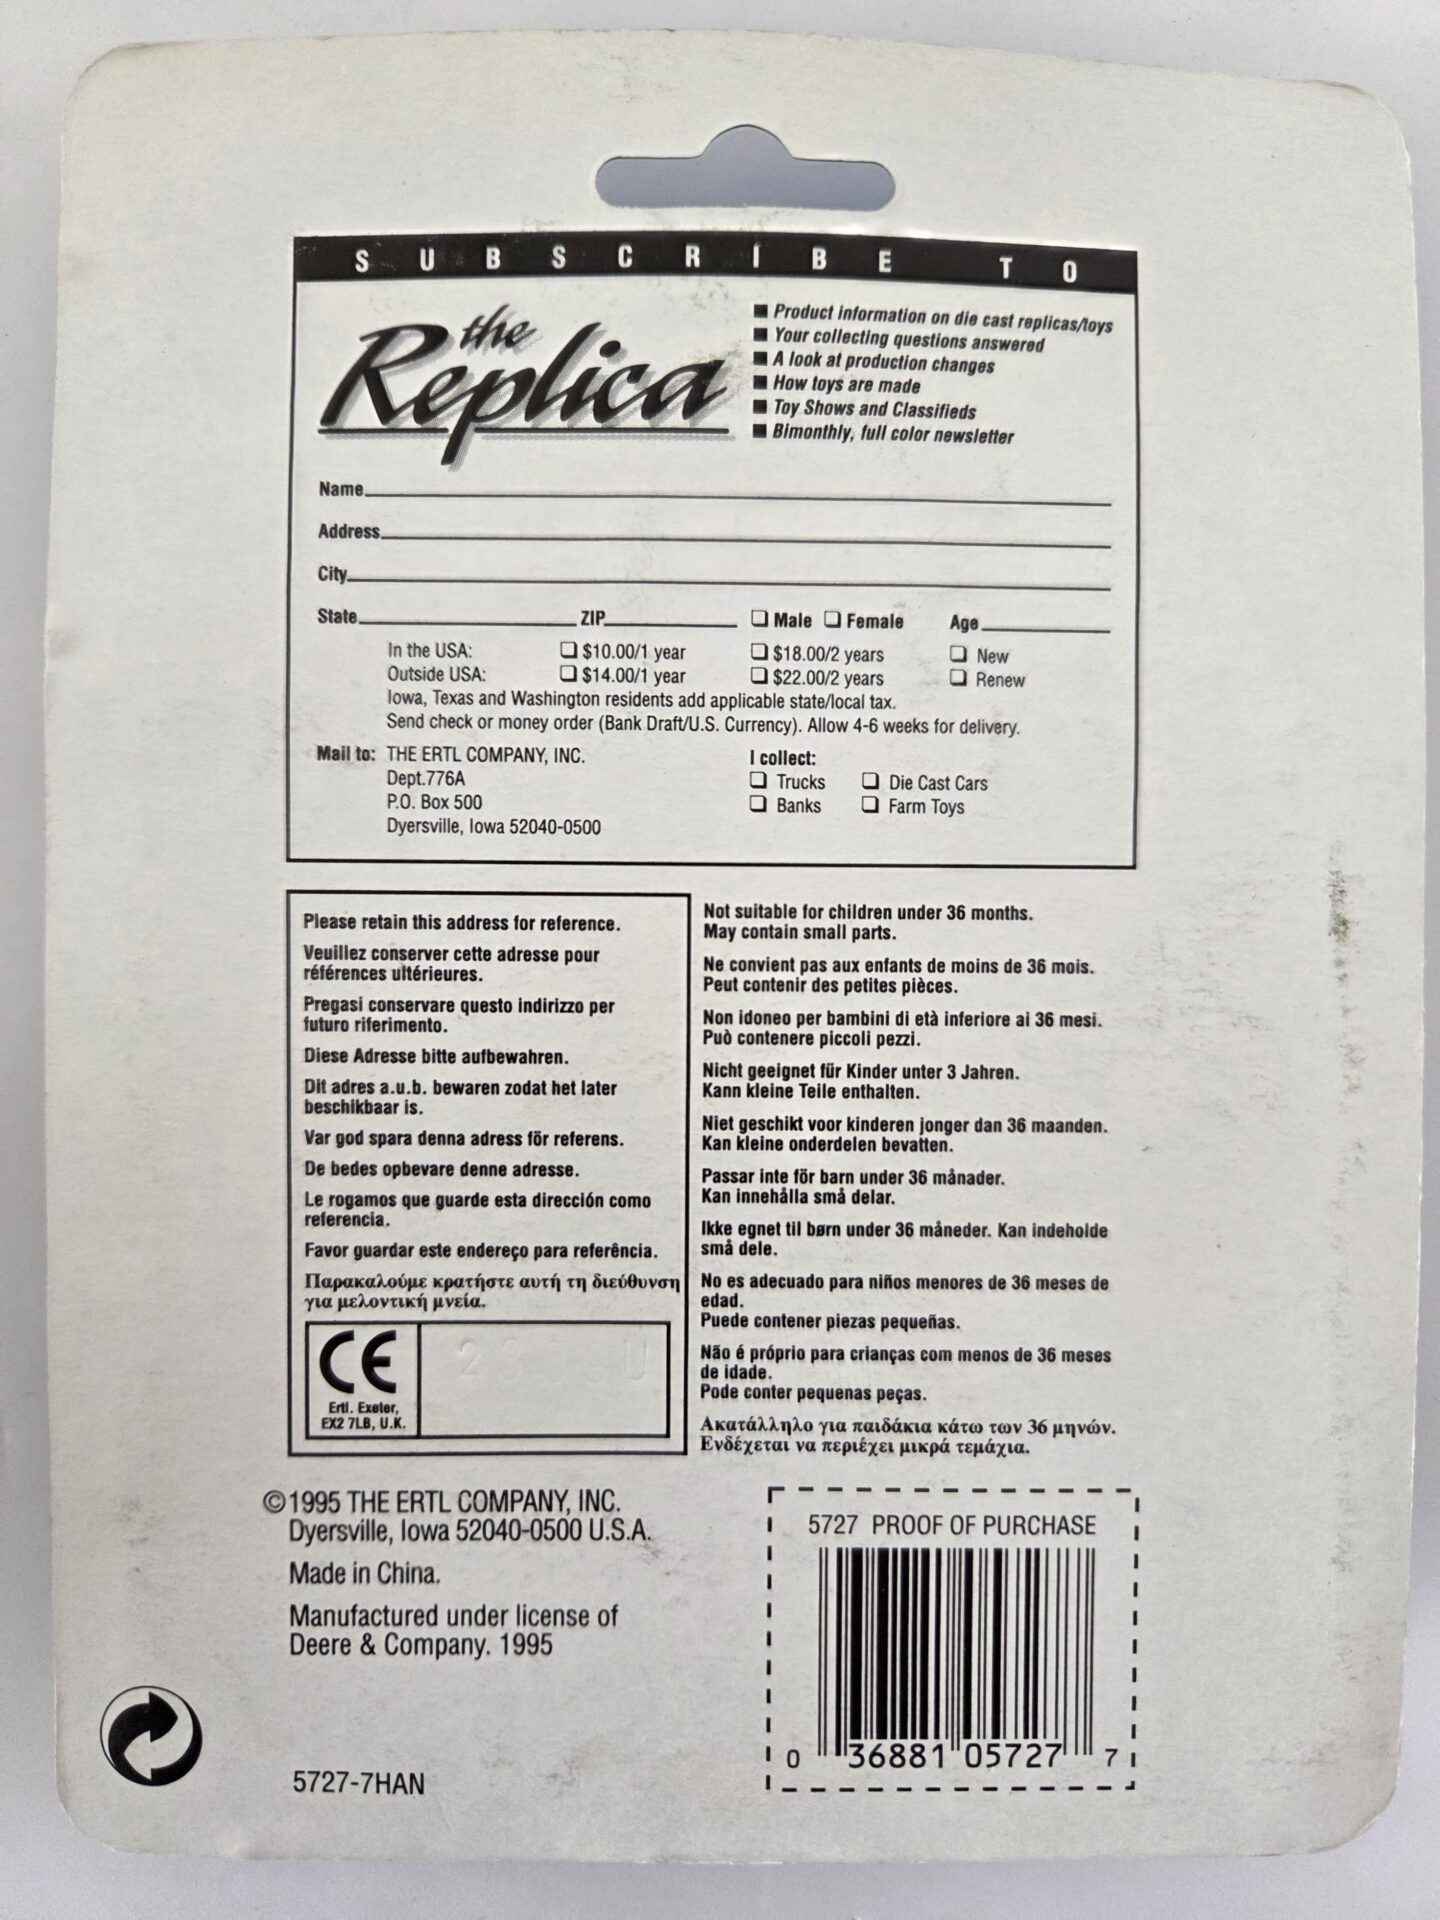 SUBSCRIBE TO
the
Replica
■ Product information on die cast replicas/toys
■ Your collecting questions answered
■ A look at production changes
■ How toys are made
■ Toy Shows and Classifieds
■ Bimonthly, full color newsletter
Name
Address
City
State ZIP ❏ Male ❏ Female Age
In the USA: ❏ $10.00/1 year ❏ $18.00/2 years ❏ New
Outside USA: ❏ $14.00/1 year ❏ $22.00/2 years ❏ Renew
Iowa, Texas and Washington residents add applicable state/local tax.
Send check or money order (Bank Draft/U.S. Currency). Allow 4-6 weeks for delivery.
Mail to: THE ERTL COMPANY, INC.
Dept.776A
P.O. Box 500
Dyersville, Iowa 52040-0500
I collect:
❏ Trucks ❏ Die Cast Cars
❏ Banks ❏ Farm Toys
Please retain this address for reference.
Veuillez conserver cette adresse pour
références ultérieures.
Pregasi conservare questo indirizzo per
futuro riferimento.
Diese Adresse bitte aufbewahren.
Dit adres a.u.b. bewaren zodat het later
beschikbaar is.
Var god spara denna adress för referens.
De bedes opbevare denne adresse.
Le rogamos que guarde esta dirección como
referencia.
Favor guardar este endereço para referência.
Παρακαλούμε κρατήστε αυτή τη διεύθυνση
για μελοντική μνεία.
CE
Ertl. Exeter,
EX2 7LB, U.K.
Not suitable for children under 36 months.
May contain small parts.
Ne convient pas aux enfants de moins de 36 mois.
Peut contenir des petites pièces.
Non idoneo per bambini di età inferiore ai 36 mesi.
Può contenere piccoli pezzi.
Nicht geeignet für Kinder unter 3 Jahren.
Kann kleine Teile enthalten.
Niet geschikt voor kinderen jonger dan 36 maanden.
Kan kleine onderdelen bevatten.
Passar inte för barn under 36 månader.
Kan innehålla små delar.
Ikke egnet til børn under 36 måneder. Kan indeholde
små dele.
No es adecuado para niños menores de 36 meses de
edad.
Puede contener piezas pequeñas.
Não é próprio para crianças com menos de 36 meses
de idade.
Pode conter pequenas peças.
Ακατάλληλο για παιδάκια κάτω των 36 μηνών.
Ενδέχεται να περιέχει μικρά τεμάχια.
©1995 THE ERTL COMPANY, INC.
Dyersville, Iowa 52040-0500 U.S.A.
Made in China.
Manufactured under license of
Deere & Company. 1995
5727-7HAN
5727 PROOF OF PURCHASE
0 36881 05727 7